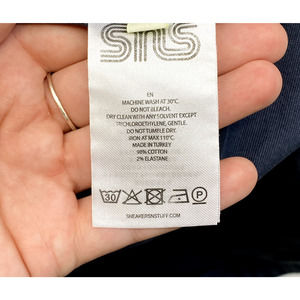 SNS
EN
MACHINE WASH AT 30°C.
DO NOT BLEACH.
DRY CLEAN WITH ANY SOLVENT EXCEPT
TRICHLOROETHYLENE, GENTLE.
DO NOT TUMBLE DRY.
IRON AT MAX 110°C.
MADE IN TURKEY
98% COTTON
2% ELASTANE
30 P
SNEAKERSNSTUFF.COM